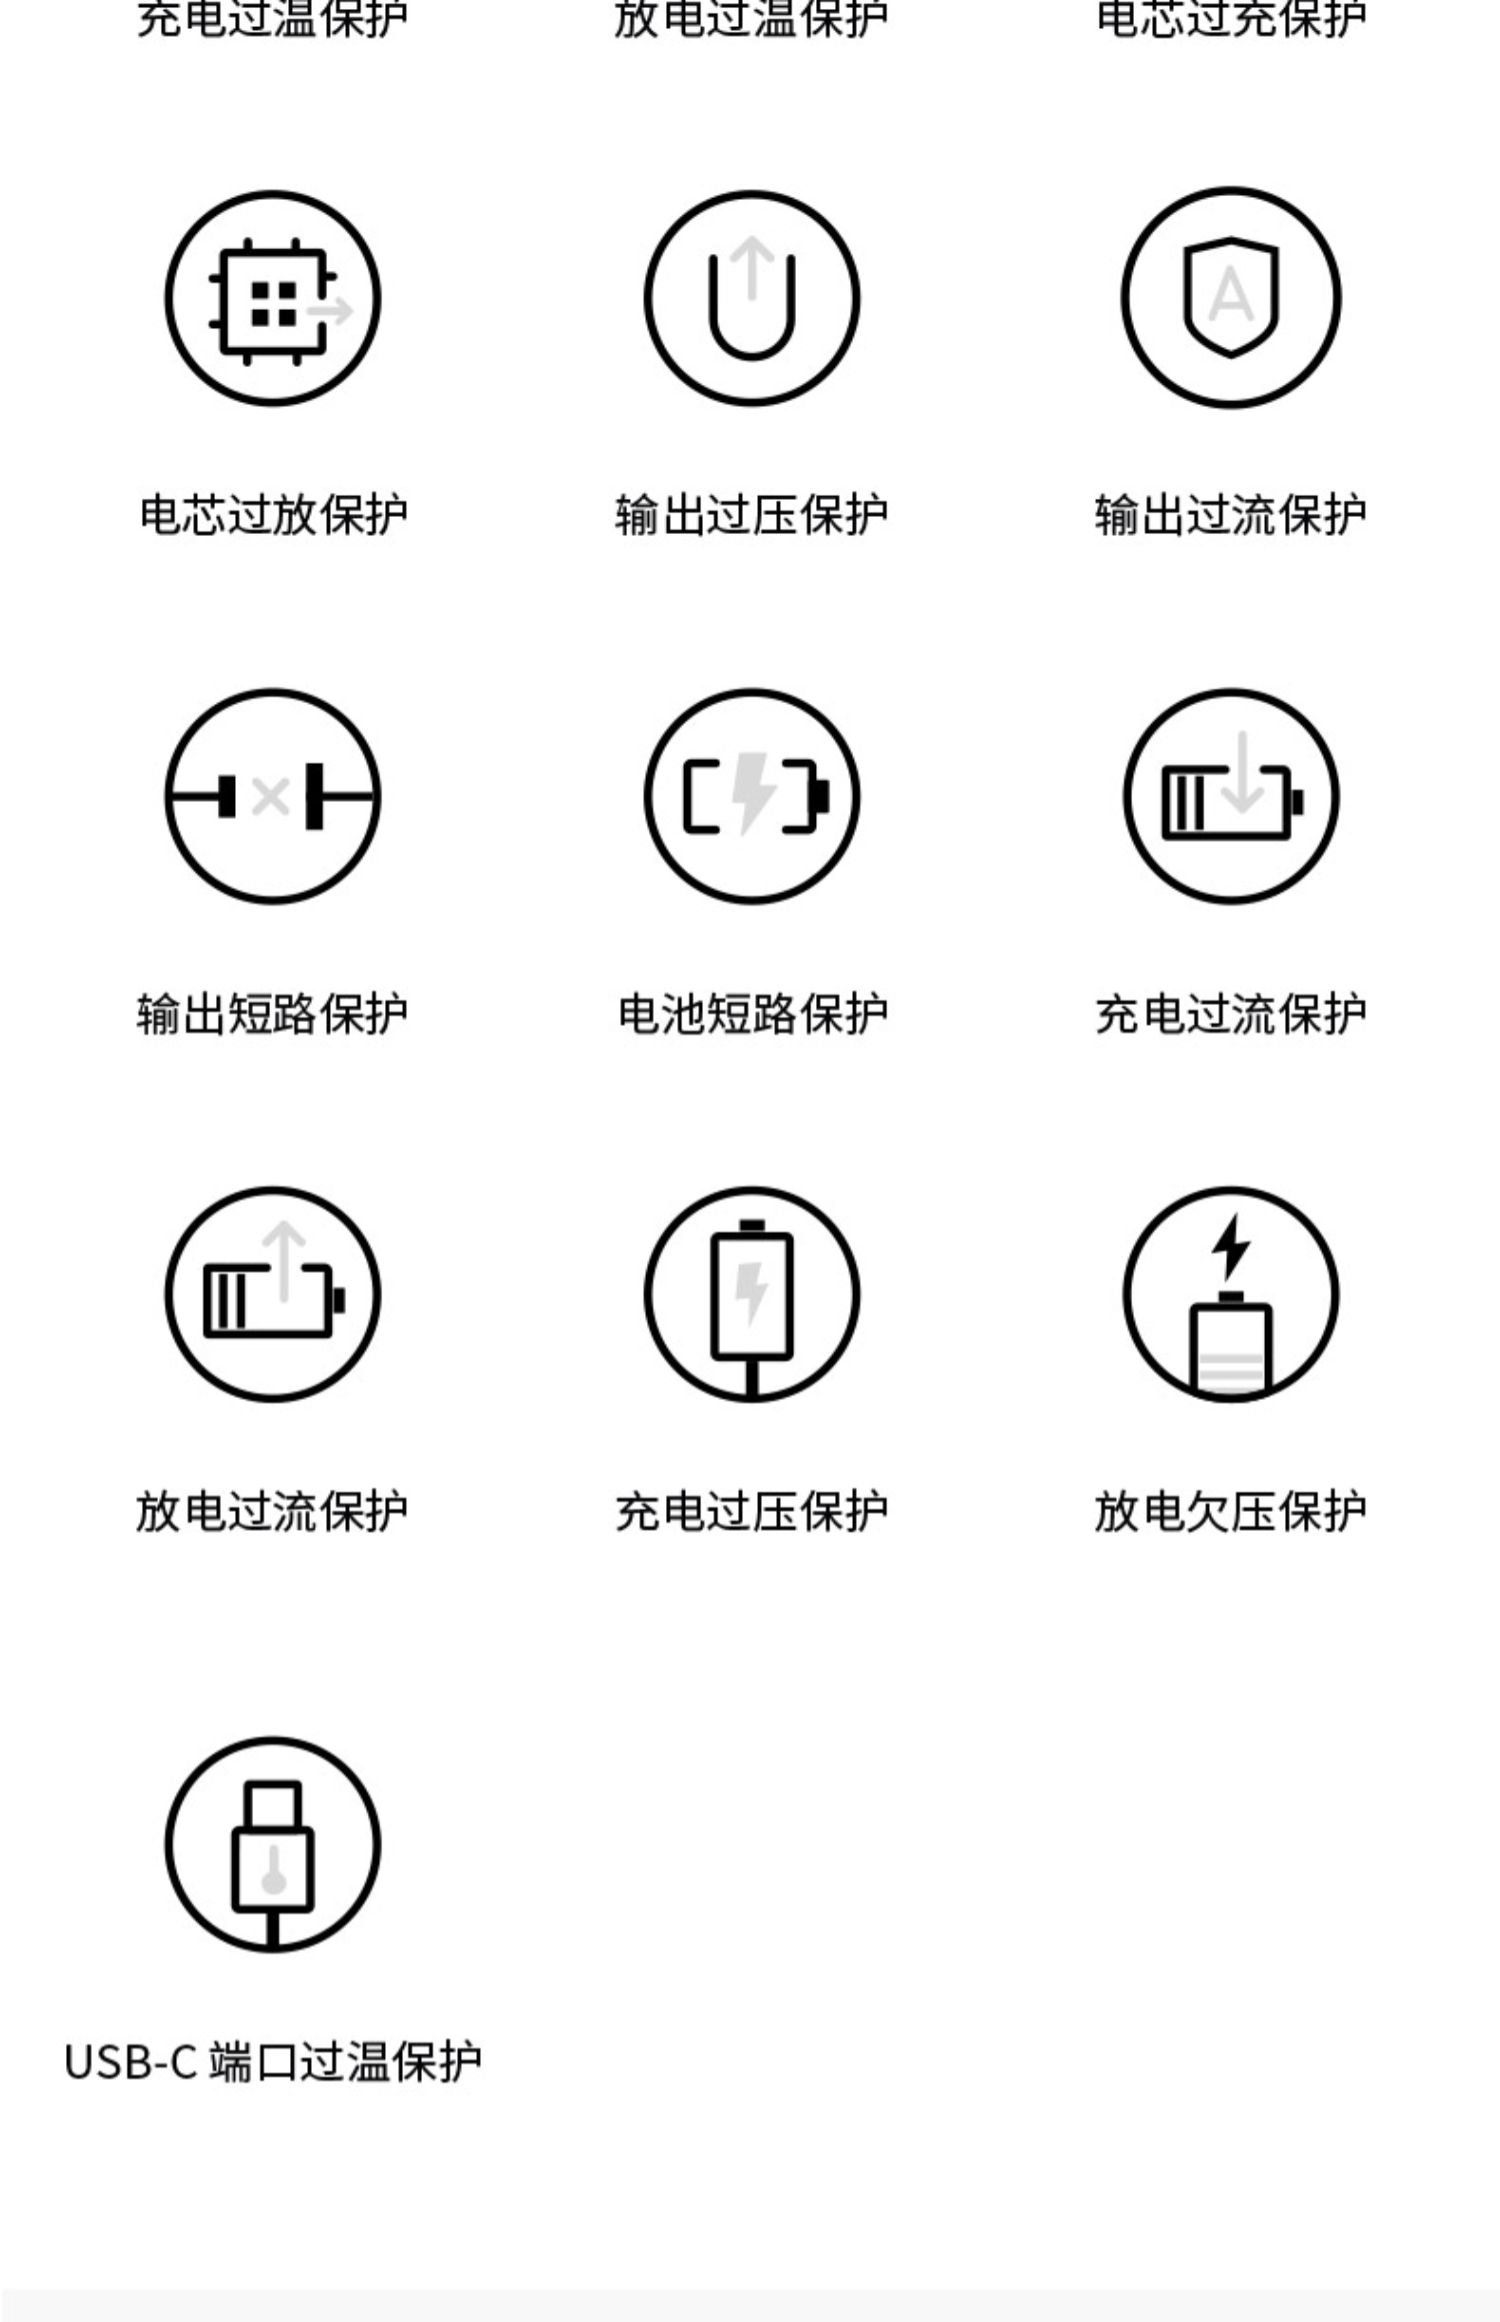 充电过温保护
放电过温保护
电芯过充保护
电芯过放保护
输出过压保护
输出过流保护
A
输出短路保护
电池短路保护
充电过流保护
放电过流保护
充电过压保护
放电欠压保护
USB-C 端口过温保护